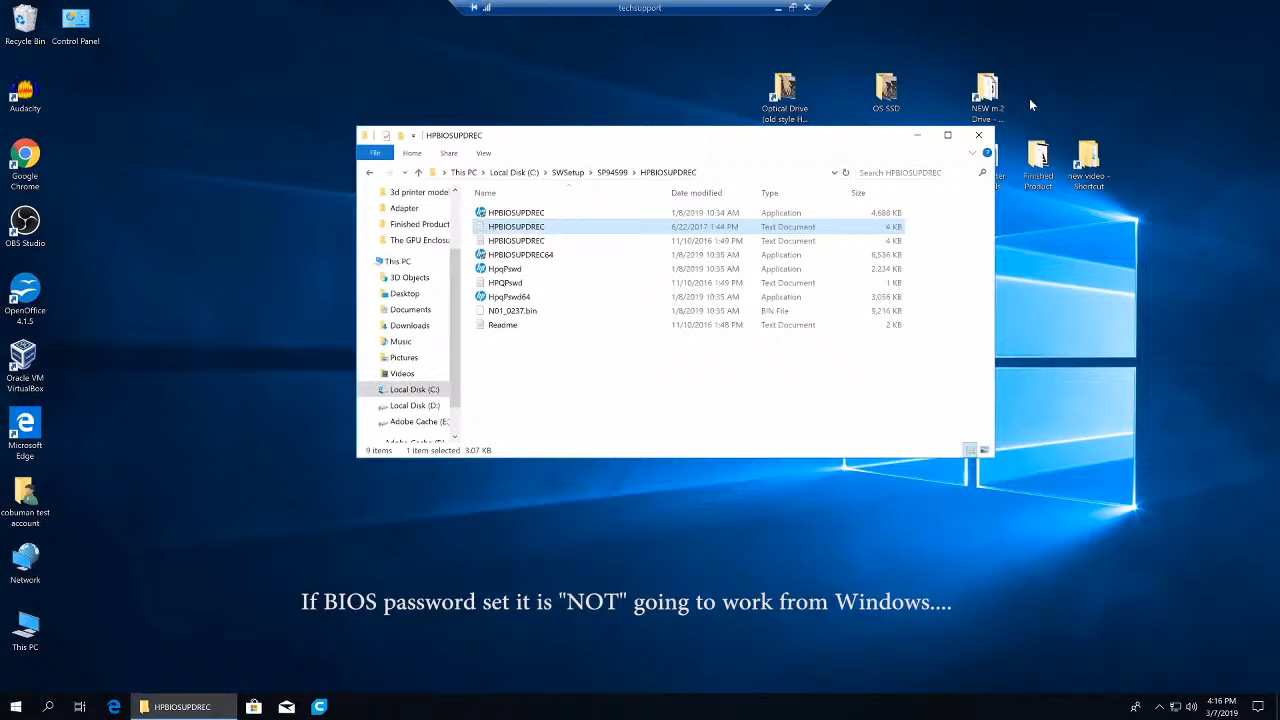 techsupport
Recycle Bin
Control Panel
Audacity
Google
Chrome
OBS Studio
OpenOffice
4.1.5
Oracle VM
VirtualBox
Microsoft
Edge
cobuman test
account
Network
This PC
Optical Drive
(old style H...
OS SSD
NEW m.2
Drive - ...
Finished
Product
new video -
Shortcut
HPBIOSUPDREC
File Home Share View
This PC > Local Disk (C:) > SWSetup > SP94599 > HPBIOSUPDREC
Search HPBIOSUPDREC
3d printer model
Adapter
Finished Product
The GPU Enclosu
This PC
3D Objects
Desktop
Documents
Downloads
Music
Pictures
Videos
Local Disk (C:)
Local Disk (D:)
Adobe Cache (E:
Name Date modified Type Size
HPBIOSUPDREC 1/8/2019 10:34 AM Application 4,688 KB
HPBIOSUPDREC 6/22/2017 1:44 PM Text Document 4 KB
HPBIOSUPDREC 11/10/2016 1:49 PM Text Document 4 KB
HPBIOSUPDREC64 1/8/2019 10:35 AM Application 6,536 KB
HpqPswd 1/8/2019 10:35 AM Application 2,234 KB
HPQPswd 11/10/2016 1:49 PM Text Document 1 KB
HpqPswd64 1/8/2019 10:35 AM Application 3,056 KB
N01_0237.bin 1/8/2019 10:35 AM BIN File 9,216 KB
Readme 11/10/2016 1:48 PM Text Document 2 KB
9 items 1 item selected 3.07 KB
If BIOS password set it is "NOT" going to work from Windows....
HPBIOSUPDREC
4:16 PM
3/7/2019